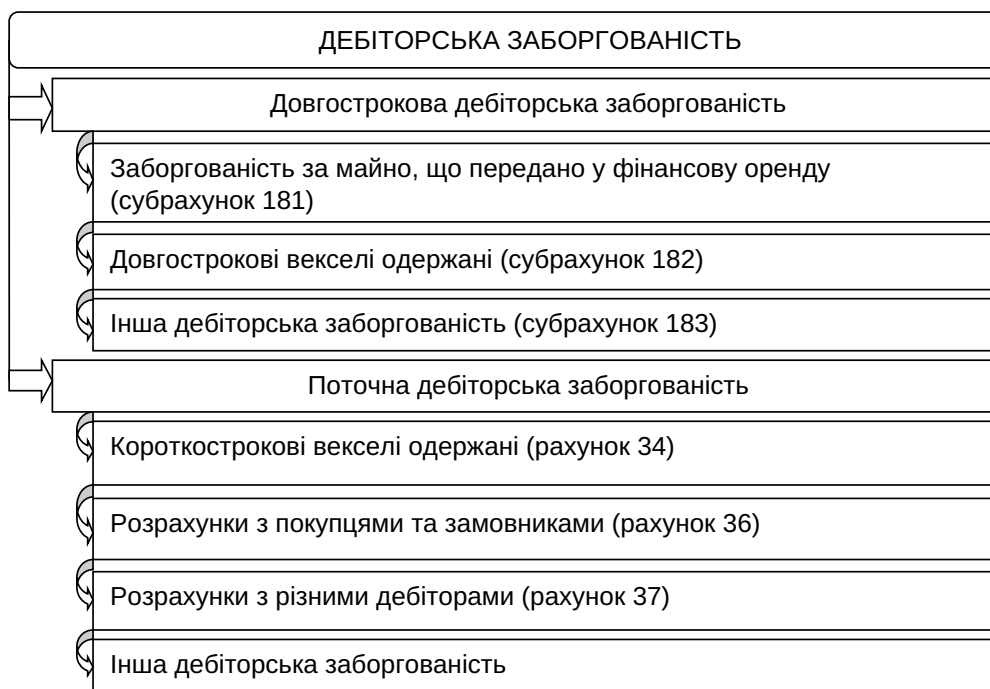 ДЕБІТОРСЬКА ЗАБОРГОВАНІСТЬ
Довгострокова дебіторська заборгованість
Заборгованість за майно, що передано у фінансову оренду
(субрахунок 181)
Довгострокові векселі одержані (субрахунок 182)
Інша дебіторська заборгованість (субрахунок 183)
Поточна дебіторська заборгованість
Короткострокові векселі одержані (рахунок 34)
Розрахунки з покупцями та замовниками (рахунок 36)
Розрахунки з різними дебіторами (рахунок 37)
Інша дебіторська заборгованість